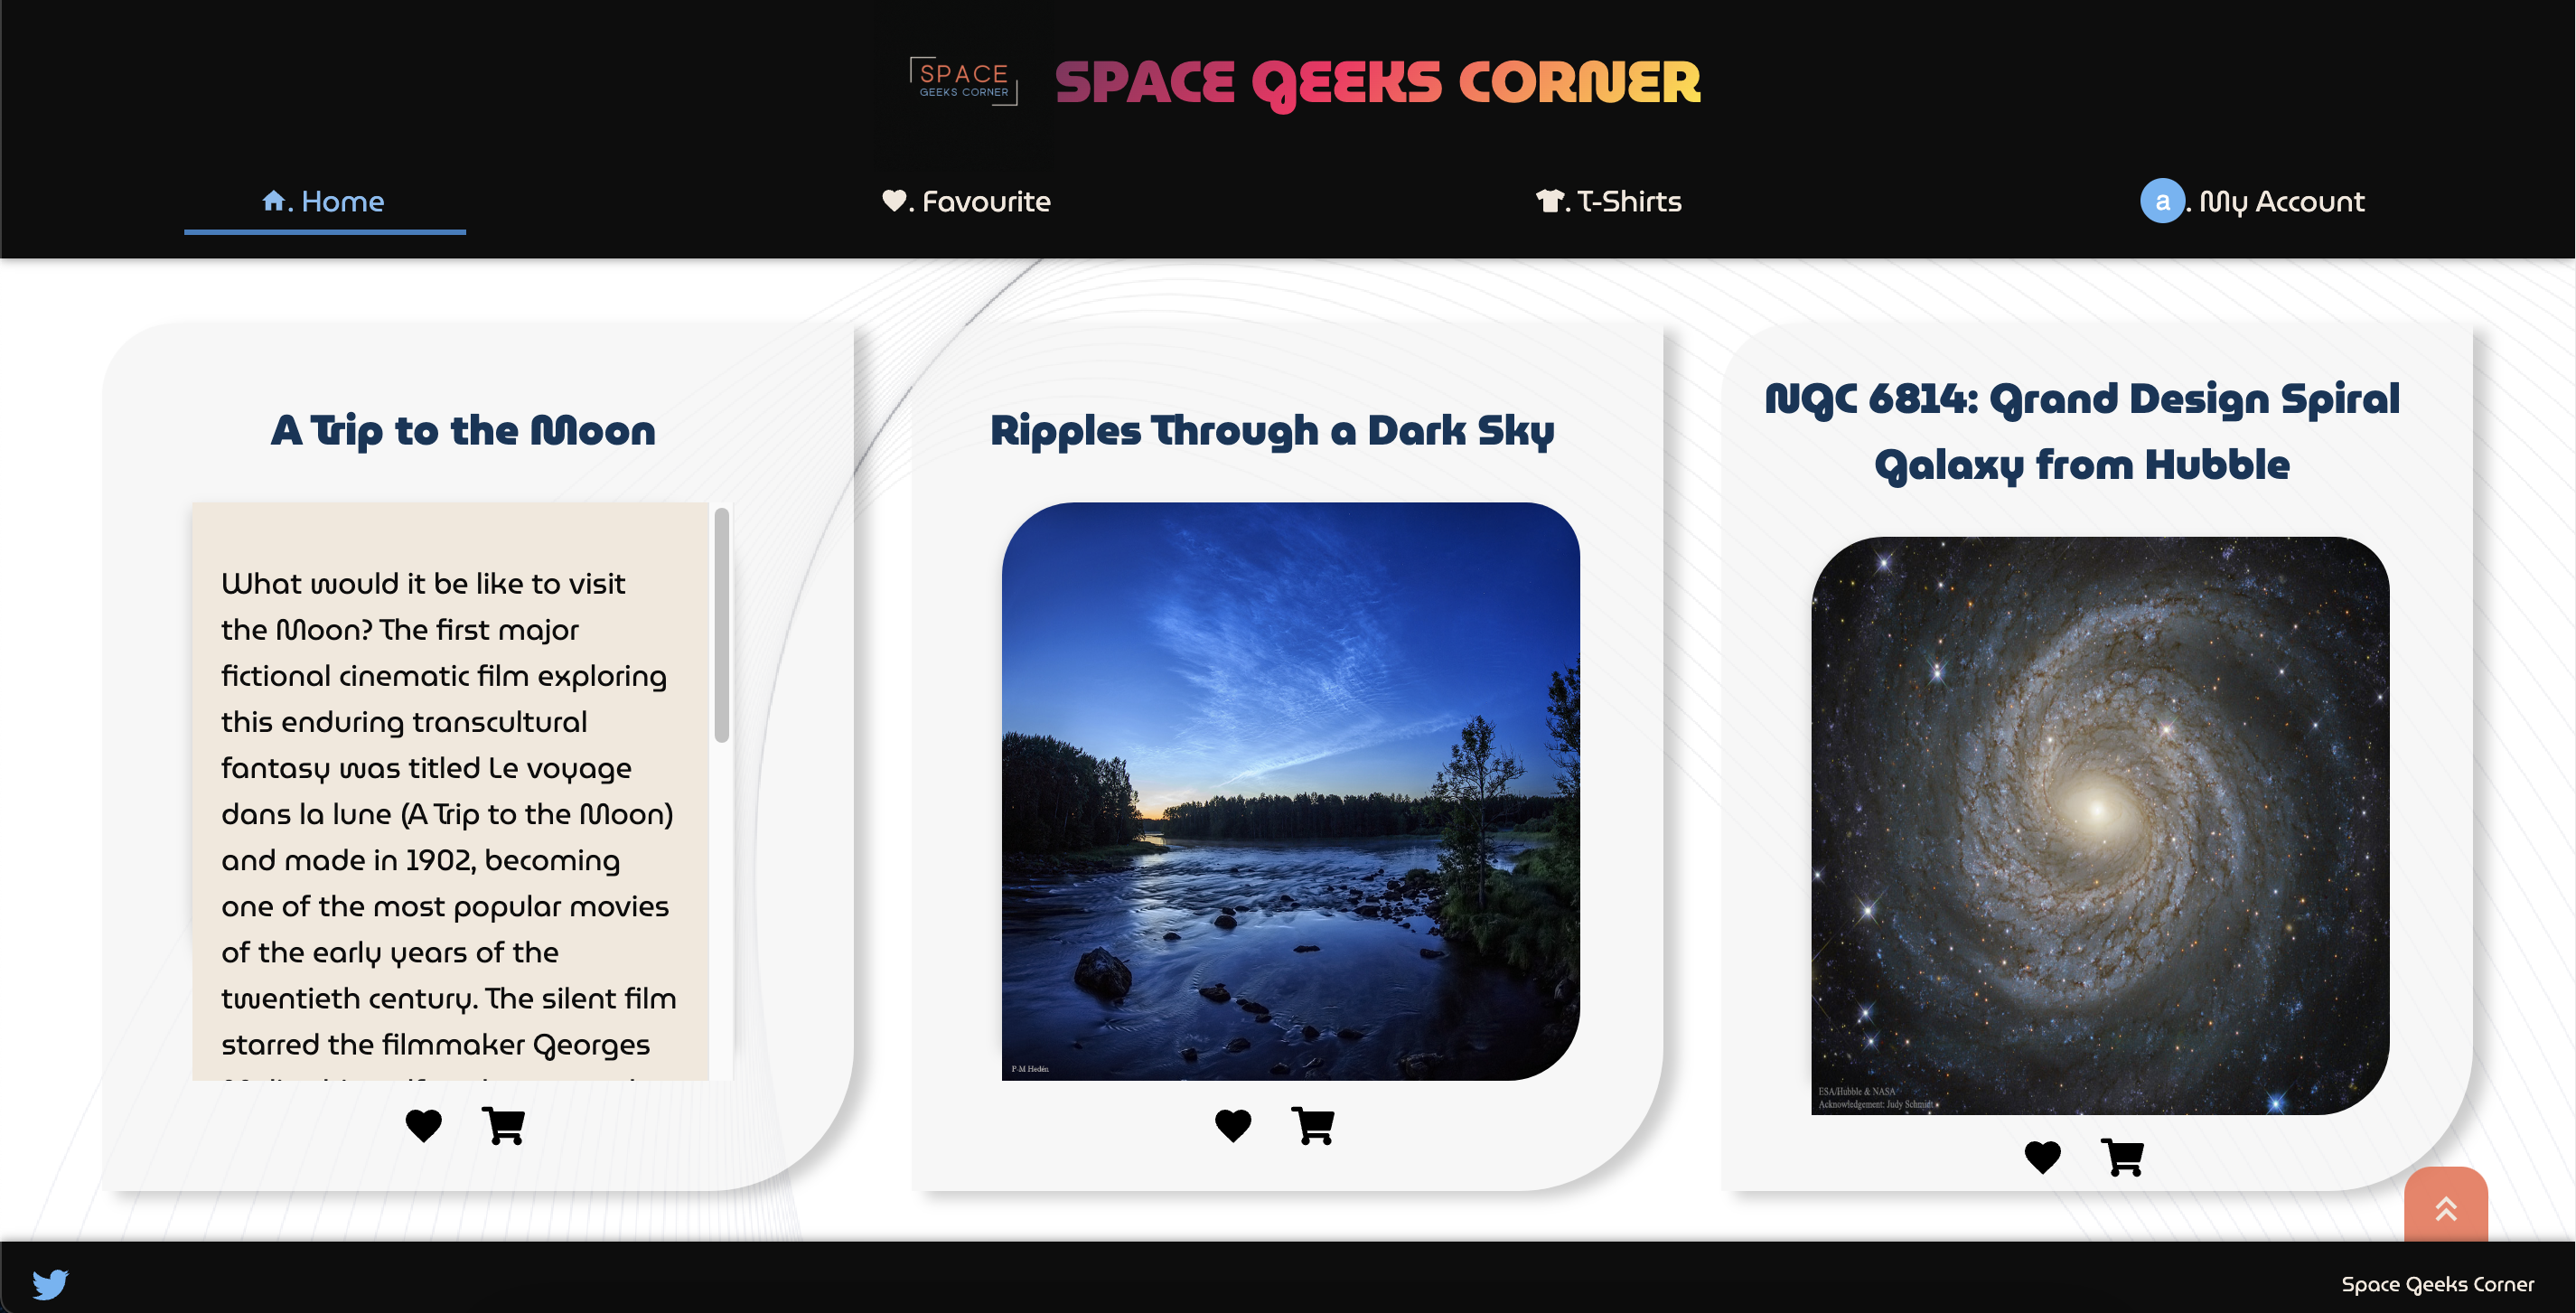 SPACE
GEEKS CORNER
SPACE GEEKS CORNER
. Home
. Favourite
. T-Shirts
a . My Account
A Trip to the Moon
What would it be like to visit
the Moon? The first major
fictional cinematic film exploring
this enduring transcultural
fantasy was titled Le voyage
dans la lune (A Trip to the Moon)
and made in 1902, becoming
one of the most popular movies
of the early years of the
twentieth century. The silent film
starred the filmmaker Georges
Ripples Through a Dark Sky
P-M Hedén
NGC 6814: Grand Design Spiral
Galaxy from Hubble
ESA/Hubble & NASA
Acknowledgement: Judy Schmidt
Space Geeks Corner